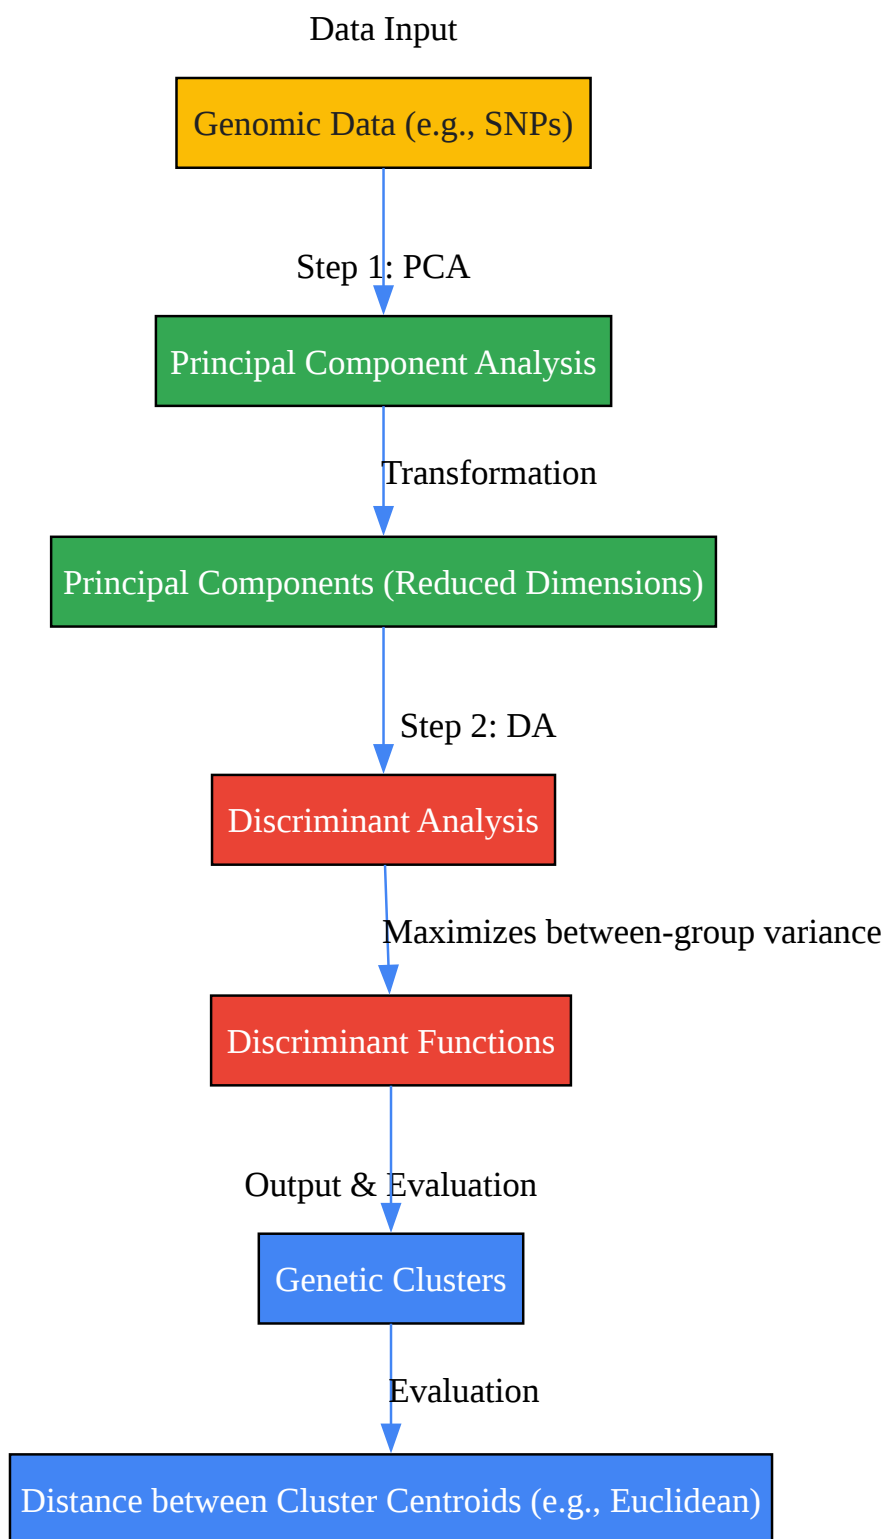 Data Input
Genomic Data (e.g., SNPs)
Step 1: PCA
Principal Component Analysis
Transformation
Principal Components (Reduced Dimensions)
Step 2: DA
Discriminant Analysis
Maximizes between-group variance
Discriminant Functions
Output & Evaluation
Genetic Clusters
Evaluation
Distance between Cluster Centroids (e.g., Euclidean)